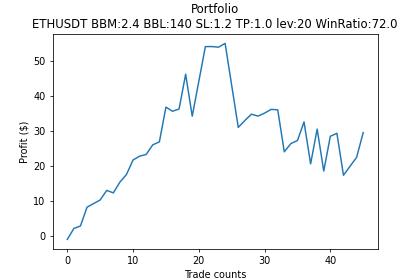 Portfolio
ETHUSDT BBM:2.4 BBL:140 SL:1.2 TP:1.0 lev:20 WinRatio:72.0
50
40
30
20
10
0
Profit ($)
0 10 20 30 40
Trade counts